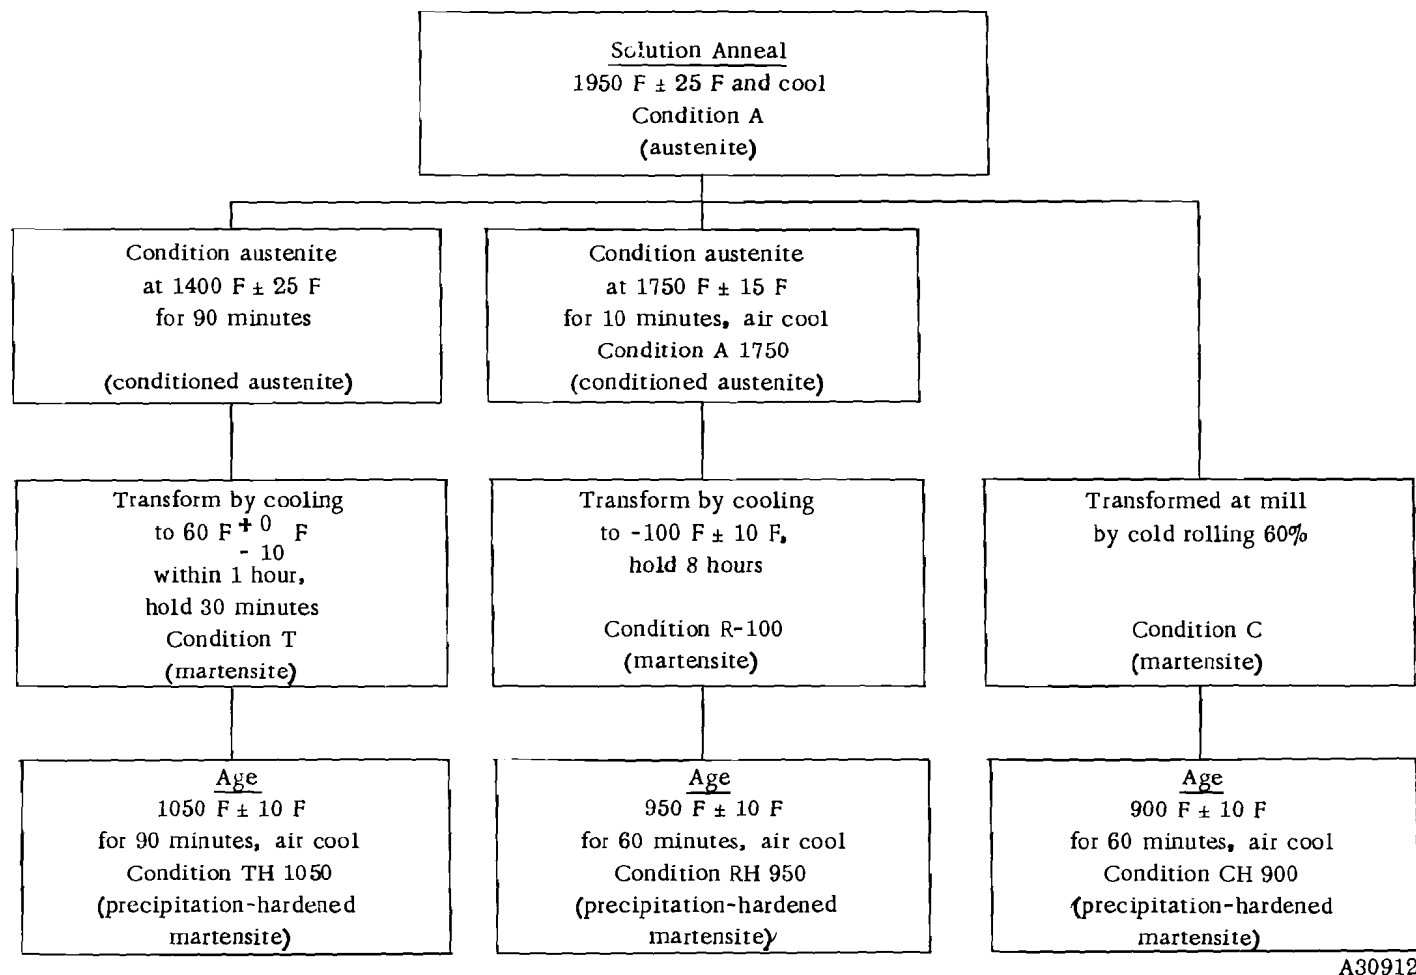 Solution Anneal
1950 F ± 25 F and cool
Condition A
(austenite)
Condition austenite
at 1400 F ± 25 F
for 90 minutes
(conditioned austenite)
Condition austenite
at 1750 F ± 15 F
for 10 minutes, air cool
Condition A 1750
(conditioned austenite)
Transform by cooling
to 60 F + 0 F
- 10
within 1 hour,
hold 30 minutes
Condition T
(martensite)
Transform by cooling
to -100 F ± 10 F,
hold 8 hours
Condition R-100
(martensite)
Transformed at mill
by cold rolling 60%
Condition C
(martensite)
Age
1050 F ± 10 F
for 90 minutes, air cool
Condition TH 1050
(precipitation-hardened
martensite)
Age
950 F ± 10 F
for 60 minutes, air cool
Condition RH 950
(precipitation-hardened
martensite)
Age
900 F ± 10 F
for 60 minutes, air cool
Condition CH 900
(precipitation-hardened
martensite)
A30912